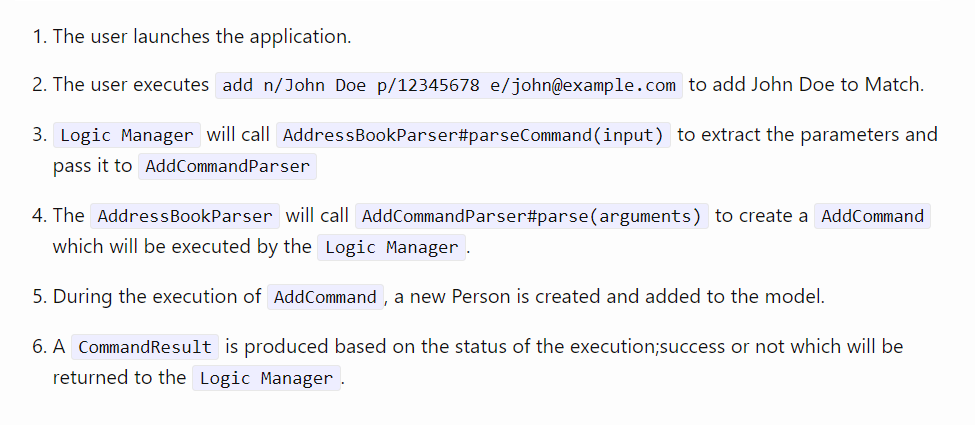 1. The user launches the application.
2. The user executes add n/John Doe p/12345678 e/john@example.com to add John Doe to Match.
3. Logic Manager will call AddressBookParser#parseCommand(input) to extract the parameters and
pass it to AddCommandParser
4. The AddressBookParser will call AddCommandParser#parse(arguments) to create a AddCommand
which will be executed by the Logic Manager.
5. During the execution of AddCommand, a new Person is created and added to the model.
6. A CommandResult is produced based on the status of the execution;success or not which will be
returned to the Logic Manager.